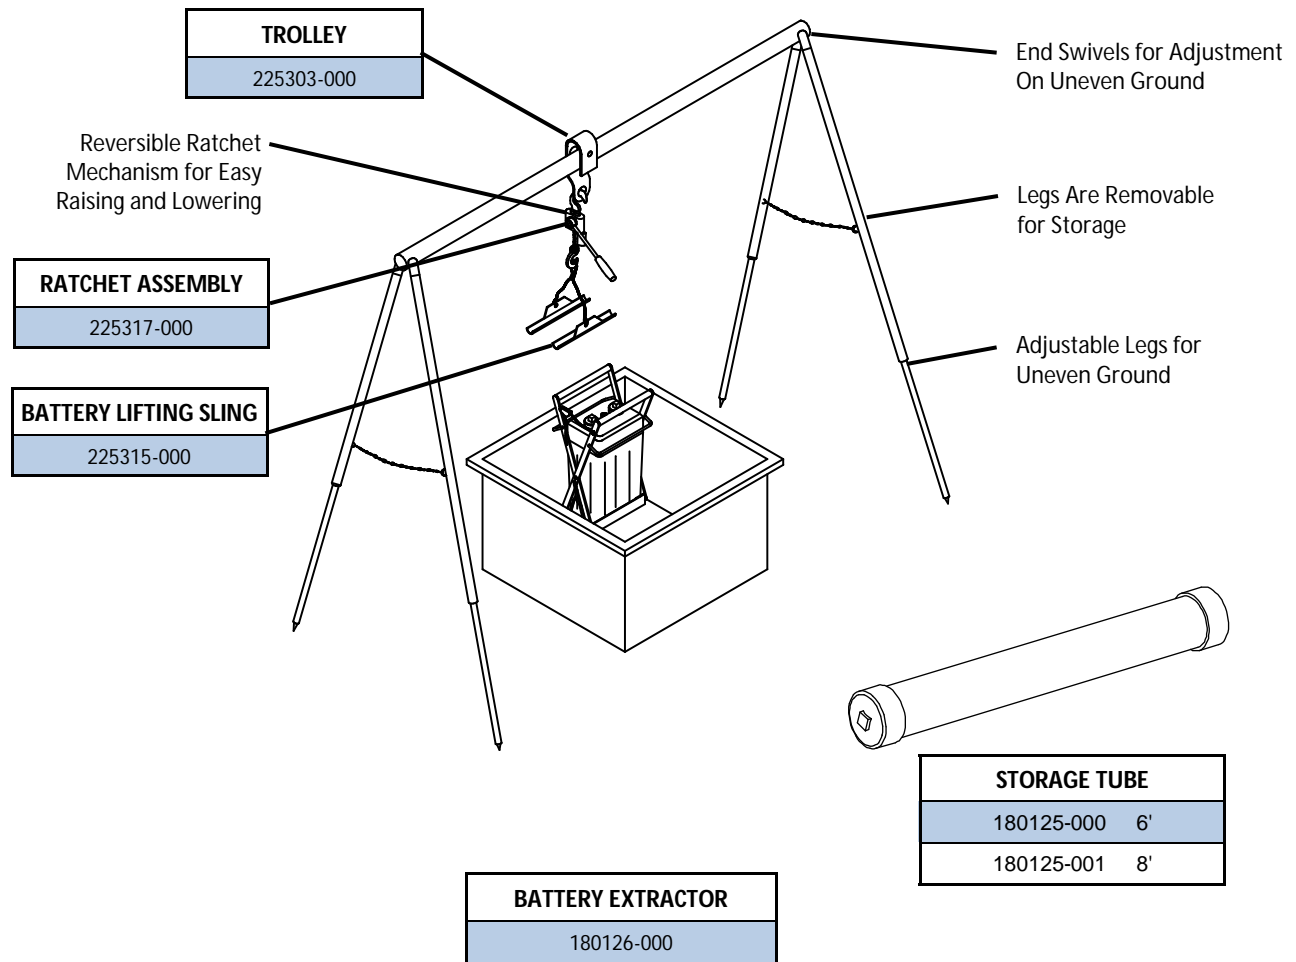 TROLLEY
225303-000
End Swivels for Adjustment
On Uneven Ground
Reversible Ratchet
Mechanism for Easy
Raising and Lowering
Legs Are Removable
for Storage
RATCHET ASSEMBLY
225317-000
Adjustable Legs for
Uneven Ground
BATTERY LIFTING SLING
225315-000
STORAGE TUBE
180125-000 6'
180125-001 8'
BATTERY EXTRACTOR
180126-000